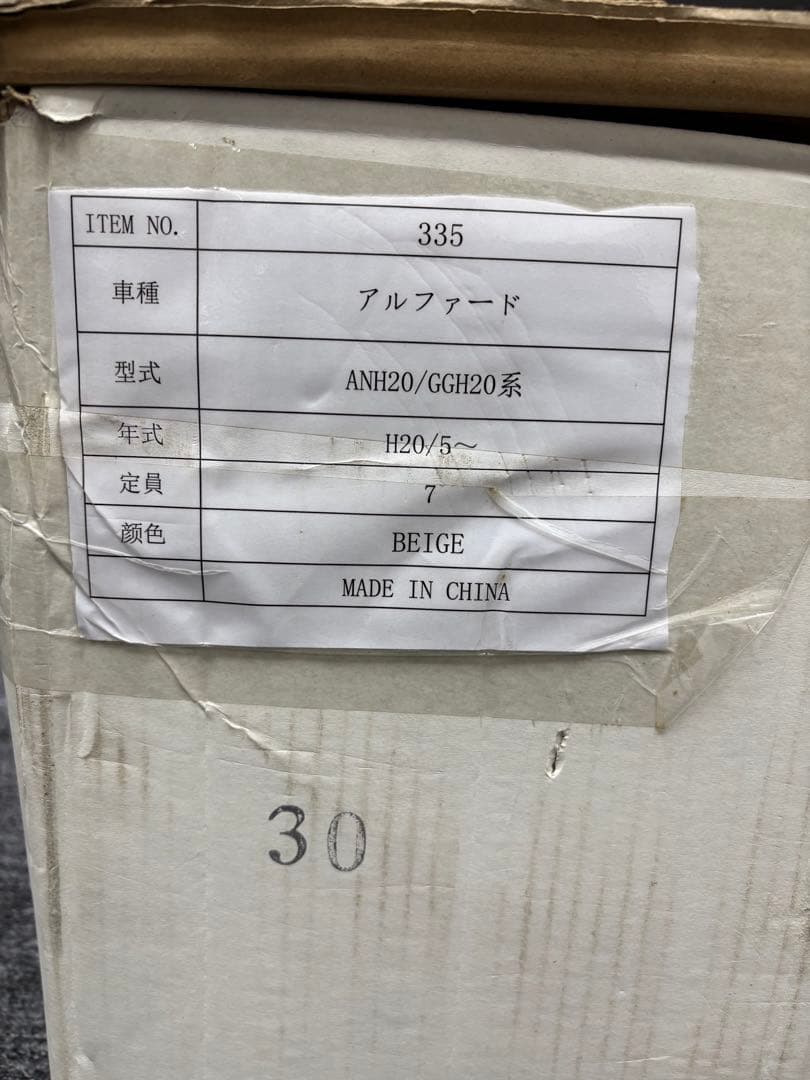 ITEM NO. 335
車種 アルファード
型式 ANH20/GGH20系
年式 H20/5～
定員 7
颜色 BEIGE
MADE IN CHINA
30